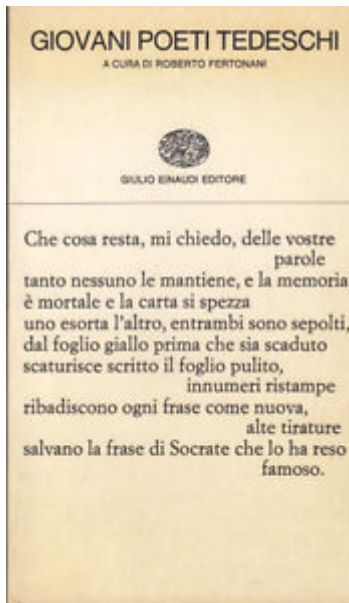 GIOVANI POETI TEDESCHI
A CURA DI ROBERTO FERTONANI
GIULIO EINAUDI EDITORE
Che cosa resta, mi chiedo, delle vostre
parole
tanto nessuno le mantiene, e la memoria
è mortale e la carta si spezza
uno esorta l'altro, entrambi sono sepolti,
dal foglio giallo prima che sia scaduto
scaturisce scritto il foglio pulito,
innumeri ristampe
ribadiscono ogni frase come nuova,
alte tirature
salvano la frase di Socrate che lo ha reso
famoso.